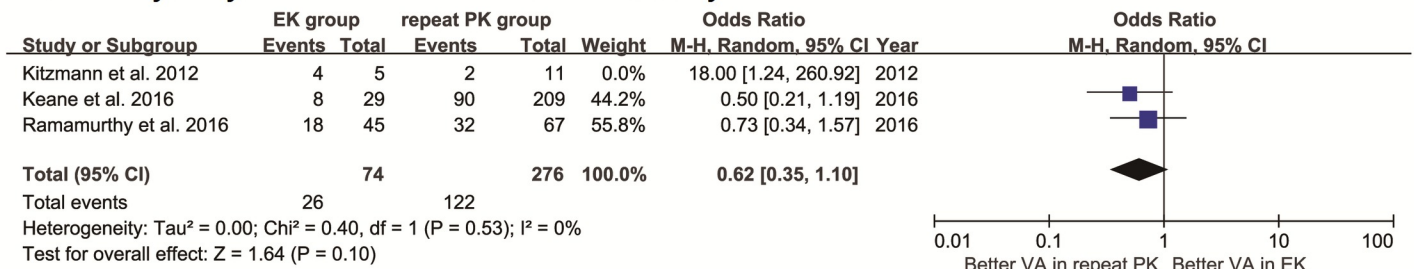 EK group repeat PK group Odds Ratio Odds Ratio
Study or Subgroup Events Total Events Total Weight M-H, Random, 95% CI Year M-H, Random, 95% CI
Kitzmann et al. 2012 4 5 2 11 0.0% 18.00 [1.24, 260.92] 2012
Keane et al. 2016 8 29 90 209 44.2% 0.50 [0.21, 1.19] 2016
Ramamurthy et al. 2016 18 45 32 67 55.8% 0.73 [0.34, 1.57] 2016
Total (95% CI) 74 276 100.0% 0.62 [0.35, 1.10]
Total events 26 122
Heterogeneity: Tau² = 0.00; Chi² = 0.40, df = 1 (P = 0.53); I² = 0%
Test for overall effect: Z = 1.64 (P = 0.10)
0.01 0.1 1 10 100
Better VA in repeat PK Better VA in EK